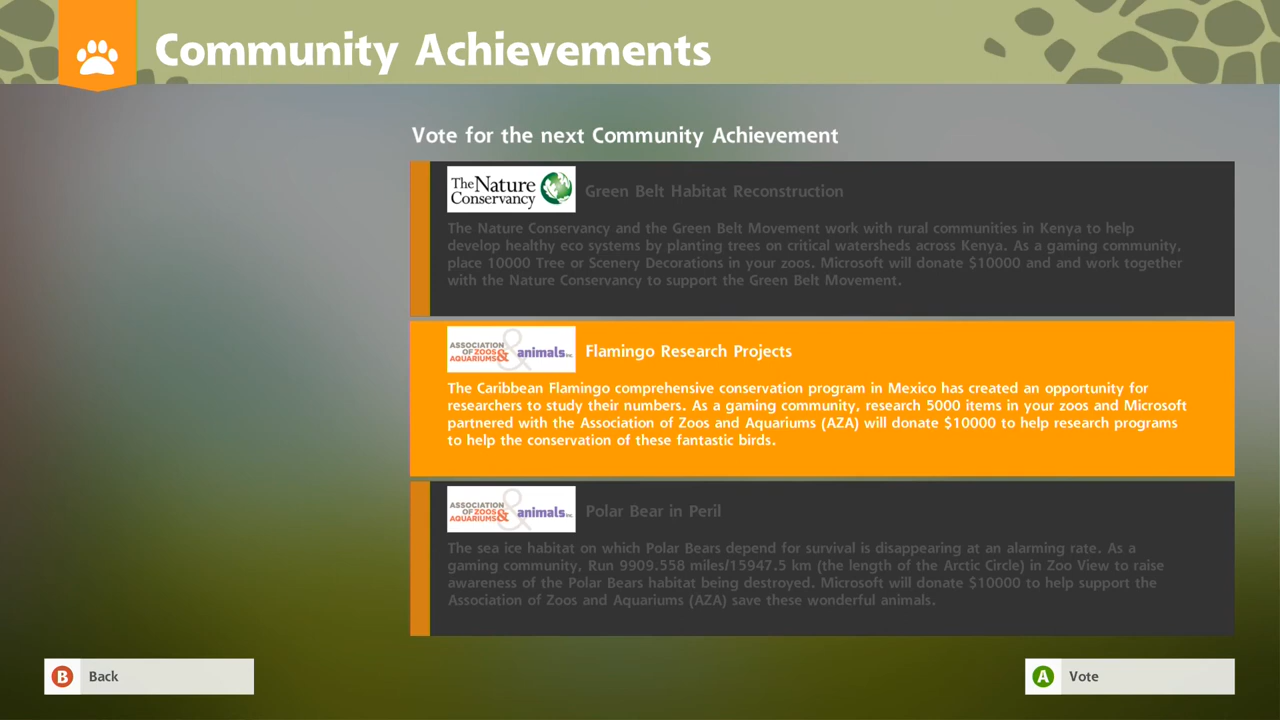 Community Achievements
Vote for the next Community Achievement
The Nature
Conservancy
Green Belt Habitat Reconstruction
The Nature Conservancy and the Green Belt Movement work with rural communities in Kenya to help
develop healthy eco systems by planting trees on critical watersheds across Kenya. As a gaming community,
place 10000 Tree or Scenery Decorations in your zoos. Microsoft will donate $10000 and and work together
with the Nature Conservancy to support the Green Belt Movement.
ASSOCIATION
OF ZOOS
AQUARIUMS & animals inc.
Flamingo Research Projects
The Caribbean Flamingo comprehensive conservation program in Mexico has created an opportunity for
researchers to study their numbers. As a gaming community, research 5000 items in your zoos and Microsoft
partnered with the Association of Zoos and Aquariums (AZA) will donate $10000 to help research programs
to help the conservation of these fantastic birds.
ASSOCIATION
OF ZOOS
AQUARIUMS & animals inc.
Polar Bear in Peril
The sea ice habitat on which Polar Bears depend for survival is disappearing at an alarming rate. As a
gaming community, Run 9909.558 miles/15947.5 km (the length of the Arctic Circle) in Zoo View to raise
awareness of the Polar Bears habitat being destroyed. Microsoft will donate $10000 to help support the
Association of Zoos and Aquariums (AZA) save these wonderful animals.
B Back
A Vote